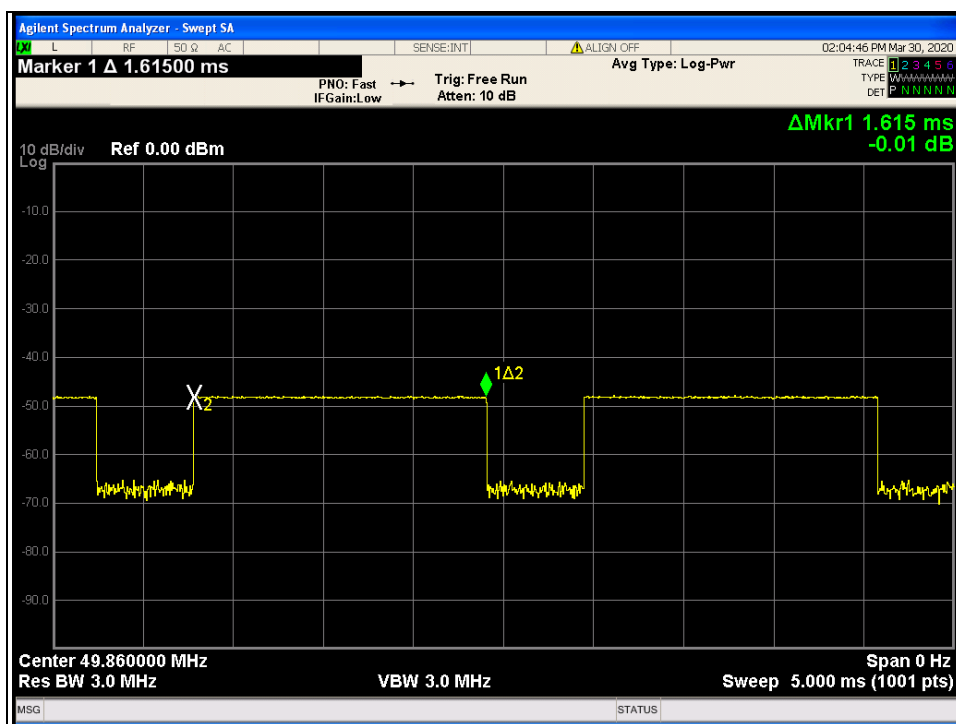 Agilent Spectrum Analyzer - Swept SA
LXI L RF 50 Ω AC SENSE:INT ALIGN OFF 02:04:46 PM Mar 30, 2020
Marker 1 Δ 1.61500 ms
PNO: Fast Trig: Free Run
IFGain:Low Atten: 10 dB
Avg Type: Log-Pwr
TRACE 1 2 3 4 5 6
TYPE W
DET P N N N N N
ΔMkr1 1.615 ms
-0.01 dB
10 dB/div Ref 0.00 dBm
Log
-10.0
-20.0
-30.0
-40.0
1Δ2
X2
-50.0
-60.0
-70.0
-80.0
-90.0
Center 49.860000 MHz Span 0 Hz
Res BW 3.0 MHz VBW 3.0 MHz Sweep 5.000 ms (1001 pts)
MSG STATUS